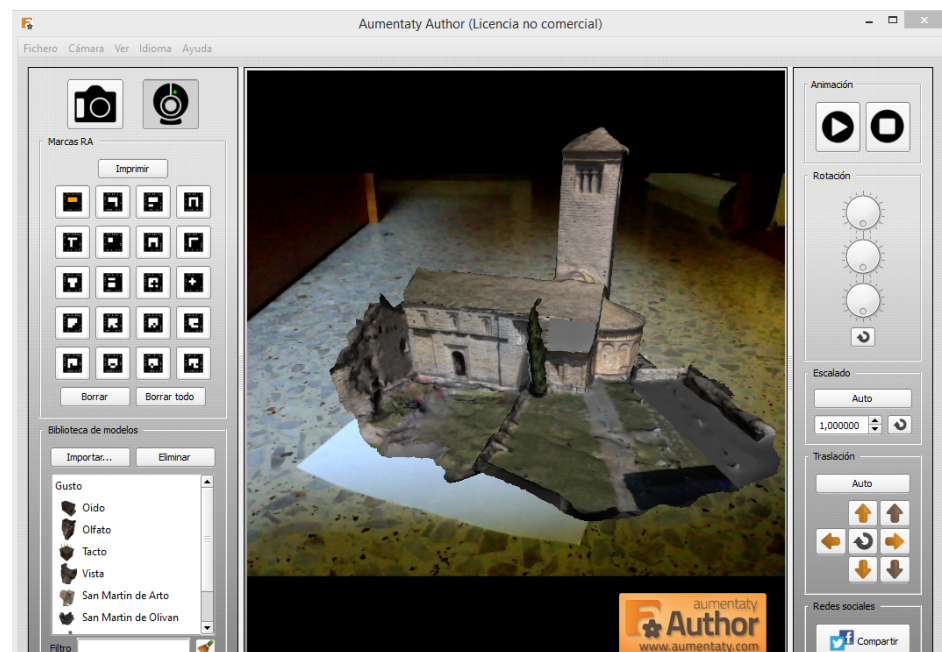 Aumentaty Author (Licencia no comercial)
Fichero Cámara Ver Idioma Ayuda
Marcas RA
Imprimir
Borrar Borrar todo
Biblioteca de modelos
Importar... Eliminar
Gusto
Oido
Olfato
Tacto
Vista
San Martin de Arto
San Martin de Olivan
Filtro
aumentaty
Author
www.aumentaty.com
Animación
Rotación
Escalado
Auto
1,000000
Traslación
Auto
Redes sociales
Compartir